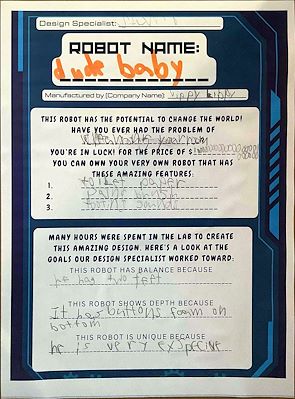 Design Specialist:
ROBOT NAME:
dude baby
Manufactured by (Company Name):
THIS ROBOT HAS THE POTENTIAL TO CHANGE THE WORLD!
HAVE YOU EVER HAD THE PROBLEM OF
YOU'RE IN LUCK! FOR THE PRICE OF $
YOU CAN OWN YOUR VERY OWN ROBOT THAT HAS
THESE AMAZING FEATURES:
1. toilet paper
2.
3.
MANY HOURS WERE SPENT IN THE LAB TO CREATE
THIS AMAZING DESIGN. HERE'S A LOOK AT THE
GOALS OUR DESIGN SPECIALIST WORKED TOWARD:
THIS ROBOT HAS BALANCE BECAUSE
he has two feet
THIS ROBOT SHOWS DEPTH BECAUSE
It has buttons foam on
bottom
THIS ROBOT IS UNIQUE BECAUSE
he is very exspecive